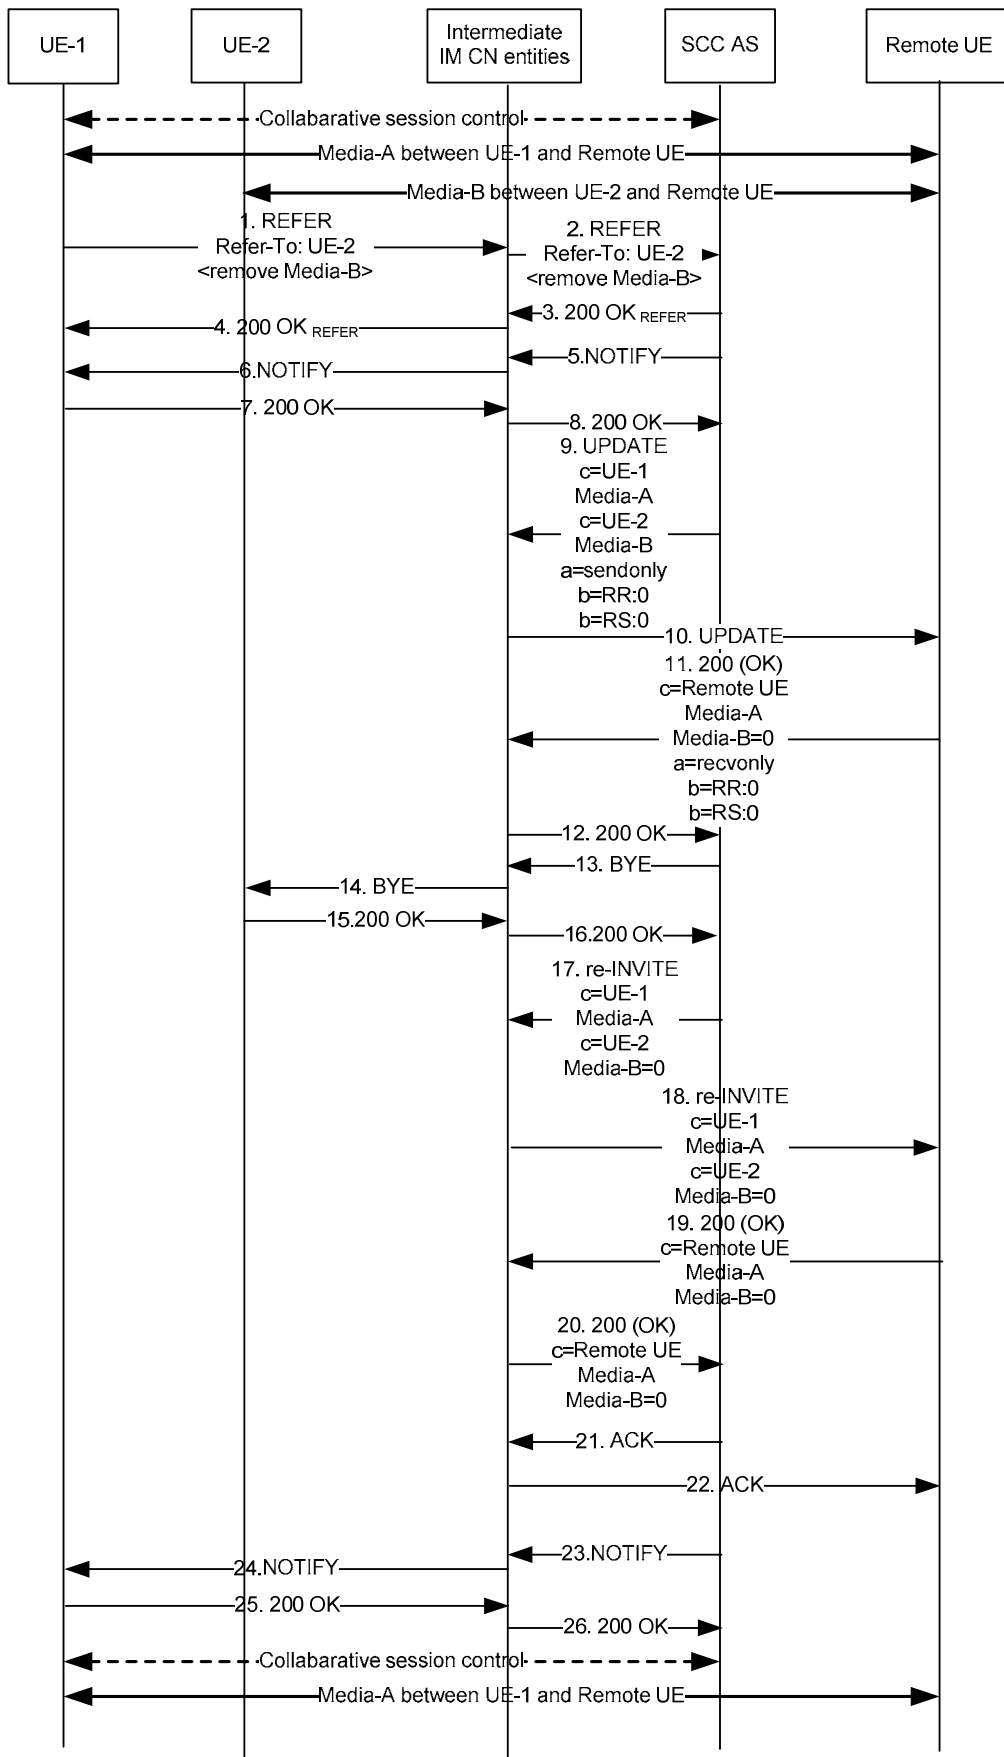 UE-1
UE-2
Intermediate
IM CN entities
SCC AS
Remote UE
Collabarative session control
Media-A between UE-1 and Remote UE
Media-B between UE-2 and Remote UE
1. REFER
Refer-To: UE-2
<remove Media-B>
2. REFER
Refer-To: UE-2
<remove Media-B>
3. 200 OK REFER
4. 200 OK REFER
5.NOTIFY
6.NOTIFY
7. 200 OK
8. 200 OK
9. UPDATE
c=UE-1
Media-A
c=UE-2
Media-B
a=sendonly
b=RR:0
b=RS:0
10. UPDATE
11. 200 (OK)
c=Remote UE
Media-A
Media-B=0
a=recvonly
b=RR:0
b=RS:0
12. 200 OK
13. BYE
14. BYE
15.200 OK
16.200 OK
17. re-INVITE
c=UE-1
Media-A
c=UE-2
Media-B=0
18. re-INVITE
c=UE-1
Media-A
c=UE-2
Media-B=0
19. 200 (OK)
c=Remote UE
Media-A
Media-B=0
20. 200 (OK)
c=Remote UE
Media-A
Media-B=0
21. ACK
22. ACK
23.NOTIFY
24.NOTIFY
25. 200 OK
26. 200 OK
Collabarative session control
Media-A between UE-1 and Remote UE